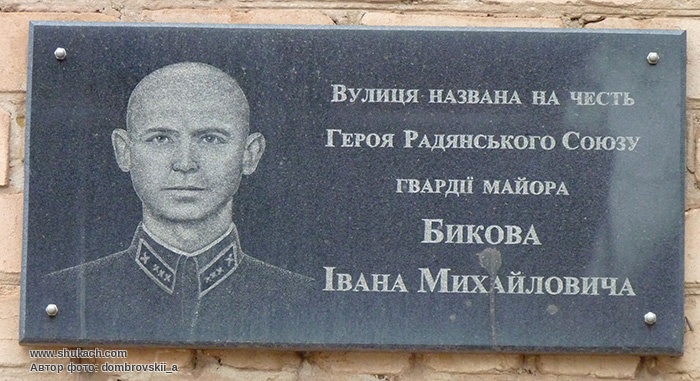 Вулиця названа на честь
Героя Радянського Союзу
гвардії майора
Бикова
Івана Михайловича
www.shukach.com
Автор фото: dombrovskii_a